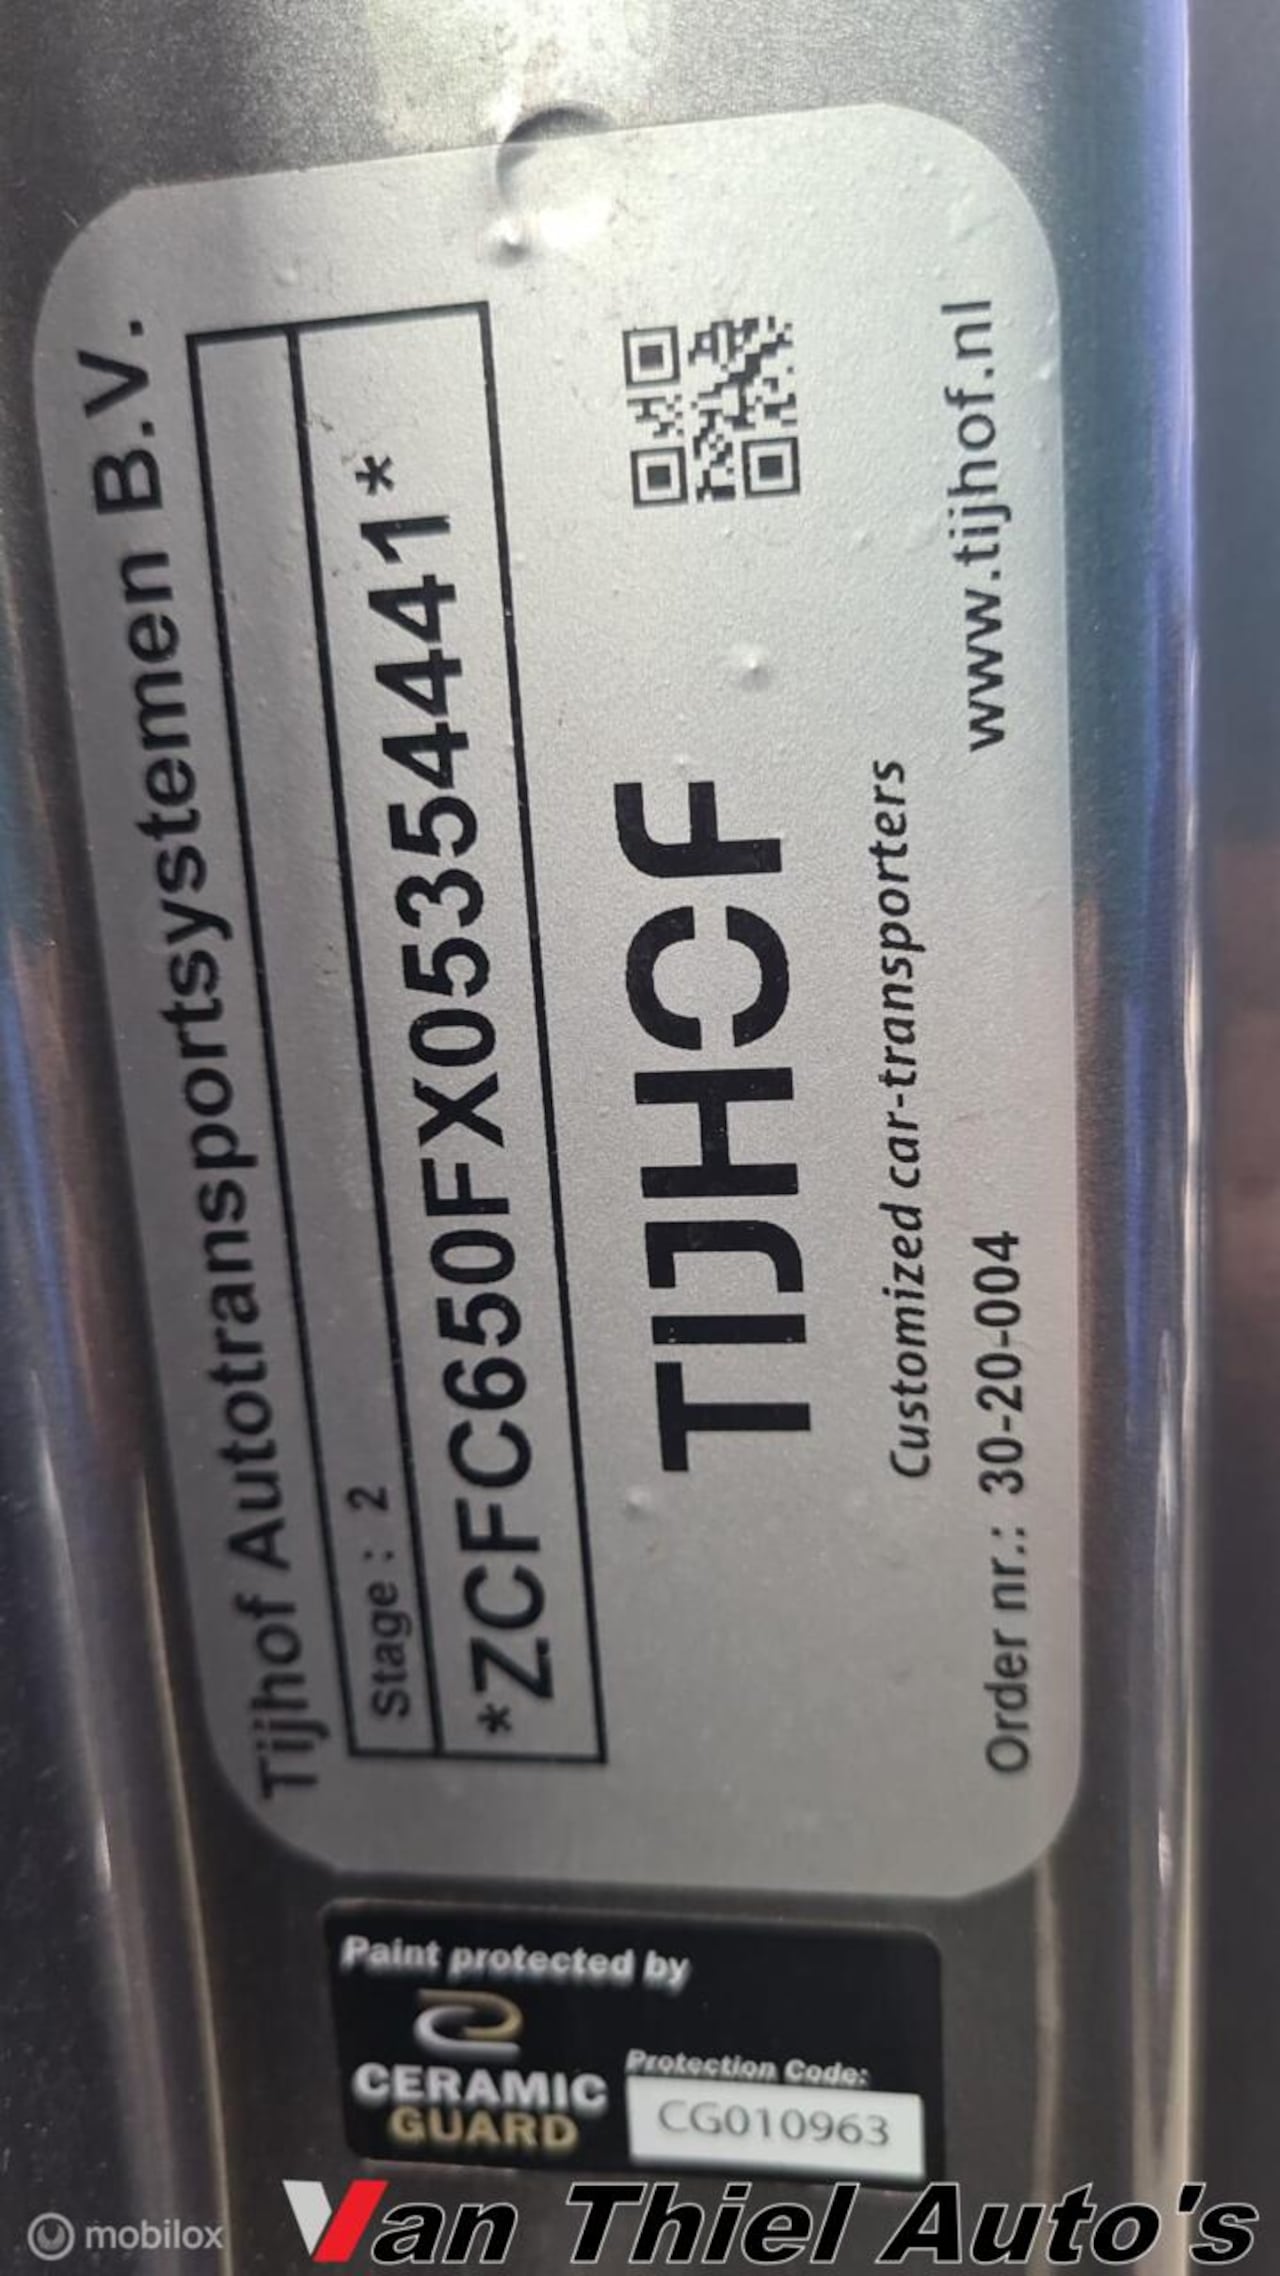 Tijhof Autotransportsystemen B.V.
Stage : 2
*ZCFC650FX05354441*
TIJHOF
Customized car-transporters
Order nr.: 30-20-004
www.tijhof.nl
Paint protected by
CERAMIC
GUARD
Protection Code:
CG010963
mobilox
Van Thiel Auto's